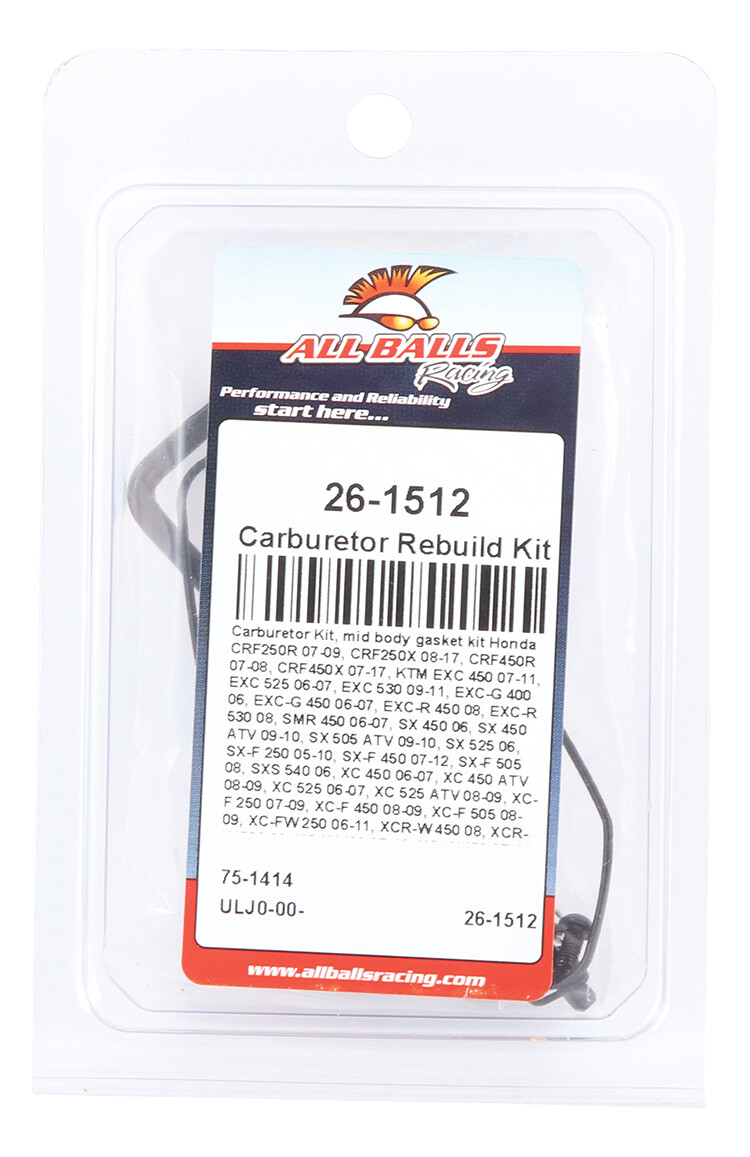 ALL BALLS
Racing
Performance and Reliability
start here...
26-1512
Carburetor Rebuild Kit
Carburetor Kit, mid body gasket kit Honda
CRF250R 07-09, CRF250X 08-17, CRF450R
07-08, CRF450X 07-17, KTM EXC 450 07-11,
EXC 525 06-07, EXC 530 09-11, EXC-G 400
06, EXC-G 450 06-07, EXC-R 450 08, EXC-R
530 08, SMR 450 06-07, SX 450 06, SX 450
ATV 09-10, SX 505 ATV 09-10, SX 525 06,
SX-F 250 05-10, SX-F 450 07-12, SX-F 505
08, SXS 540 06, XC 450 06-07, XC 450 ATV
08-09, XC 525 06-07, XC 525 ATV 08-09, XC-
F 250 07-09, XC-F 450 08-09, XC-F 505 08-
09, XC-FW 250 06-11, XCR-W 450 08, XCR-
75-1414
ULJ0-00-
26-1512
www.allballsracing.com